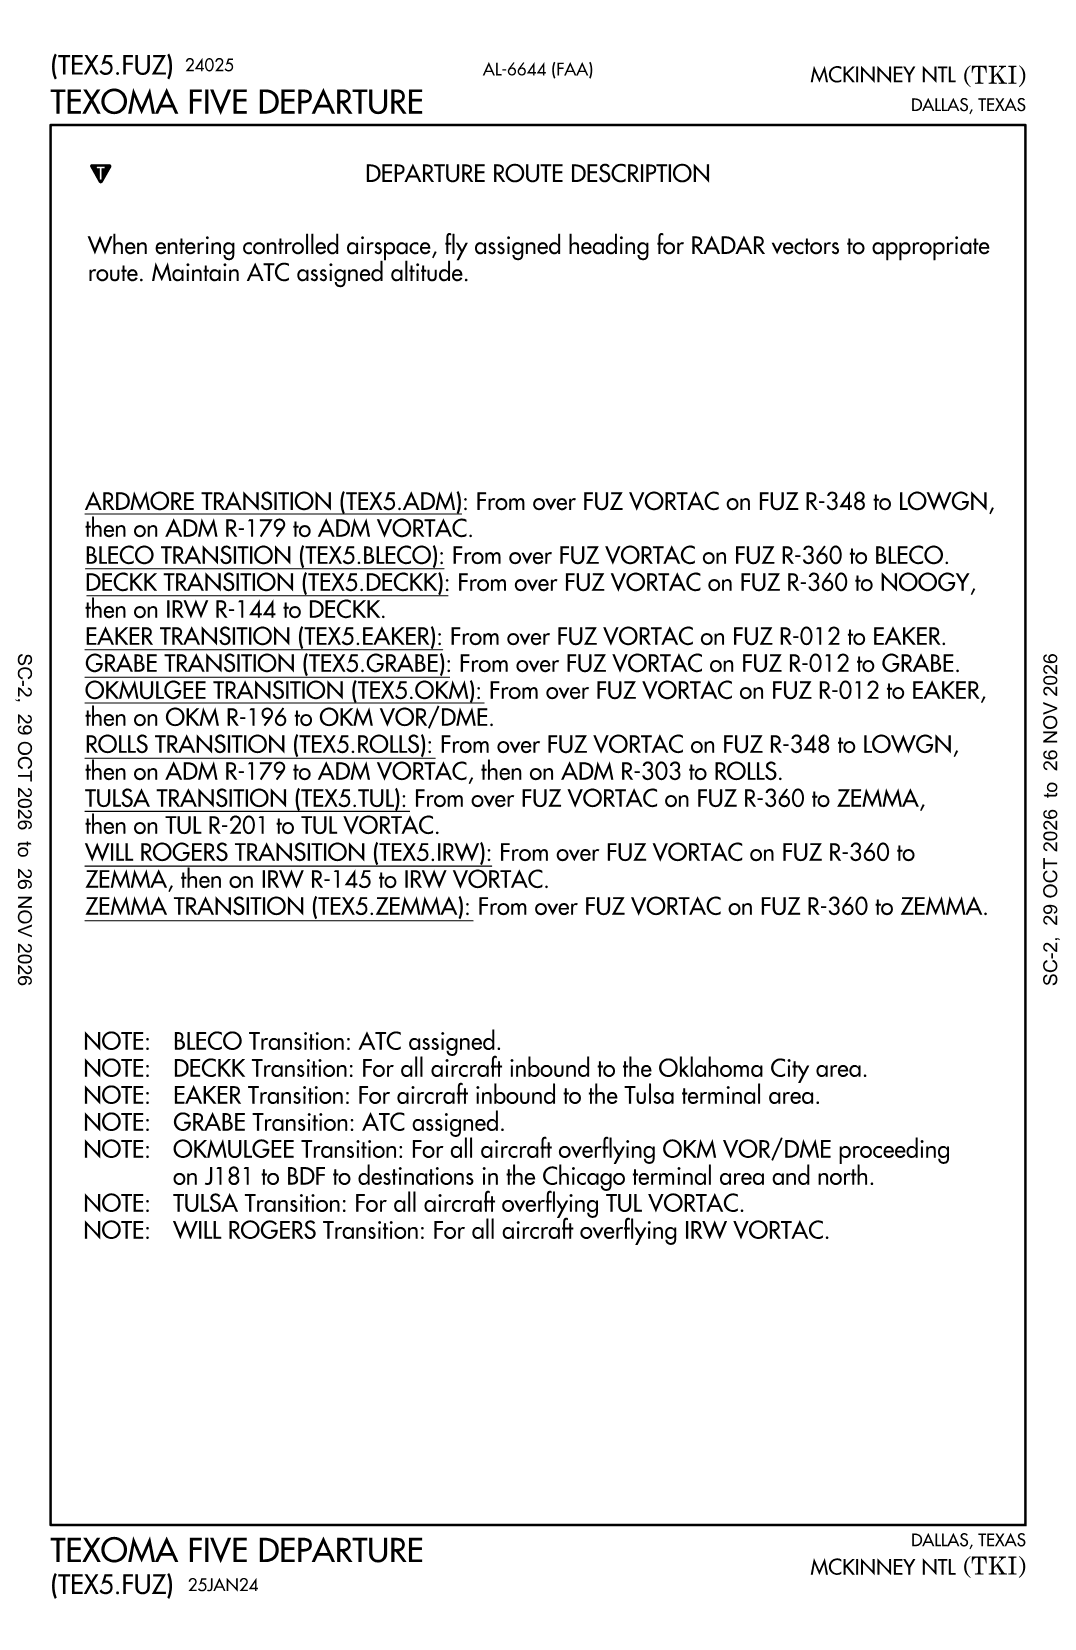 (TEX5.FUZ) 24025
AL-6644 (FAA)
MCKINNEY NTL (TKI)
TEXOMA FIVE DEPARTURE
DALLAS, TEXAS
T
DEPARTURE ROUTE DESCRIPTION
When entering controlled airspace, fly assigned heading for RADAR vectors to appropriate
route. Maintain ATC assigned altitude.
ARDMORE TRANSITION (TEX5.ADM): From over FUZ VORTAC on FUZ R-348 to LOWGN,
then on ADM R-179 to ADM VORTAC.
BLECO TRANSITION (TEX5.BLECO): From over FUZ VORTAC on FUZ R-360 to BLECO.
DECKK TRANSITION (TEX5.DECKK): From over FUZ VORTAC on FUZ R-360 to NOOGY,
then on IRW R-144 to DECKK.
EAKER TRANSITION (TEX5.EAKER): From over FUZ VORTAC on FUZ R-012 to EAKER.
GRABE TRANSITION (TEX5.GRABE): From over FUZ VORTAC on FUZ R-012 to GRABE.
OKMULGEE TRANSITION (TEX5.OKM): From over FUZ VORTAC on FUZ R-012 to EAKER,
then on OKM R-196 to OKM VOR/DME.
ROLLS TRANSITION (TEX5.ROLLS): From over FUZ VORTAC on FUZ R-348 to LOWGN,
then on ADM R-179 to ADM VORTAC, then on ADM R-303 to ROLLS.
TULSA TRANSITION (TEX5.TUL): From over FUZ VORTAC on FUZ R-360 to ZEMMA,
then on TUL R-201 to TUL VORTAC.
WILL ROGERS TRANSITION (TEX5.IRW): From over FUZ VORTAC on FUZ R-360 to
ZEMMA, then on IRW R-145 to IRW VORTAC.
ZEMMA TRANSITION (TEX5.ZEMMA): From over FUZ VORTAC on FUZ R-360 to ZEMMA.
SC-2, 29 OCT 2026 to 26 NOV 2026
SC-2, 29 OCT 2026 to 26 NOV 2026
NOTE: BLECO Transition: ATC assigned.
NOTE: DECKK Transition: For all aircraft inbound to the Oklahoma City area.
NOTE: EAKER Transition: For aircraft inbound to the Tulsa terminal area.
NOTE: GRABE Transition: ATC assigned.
NOTE: OKMULGEE Transition: For all aircraft overflying OKM VOR/DME proceeding
on J181 to BDF to destinations in the Chicago terminal area and north.
NOTE: TULSA Transition: For all aircraft overflying TUL VORTAC.
NOTE: WILL ROGERS Transition: For all aircraft overflying IRW VORTAC.
TEXOMA FIVE DEPARTURE
DALLAS, TEXAS
(TEX5.FUZ) 25JAN24
MCKINNEY NTL (TKI)